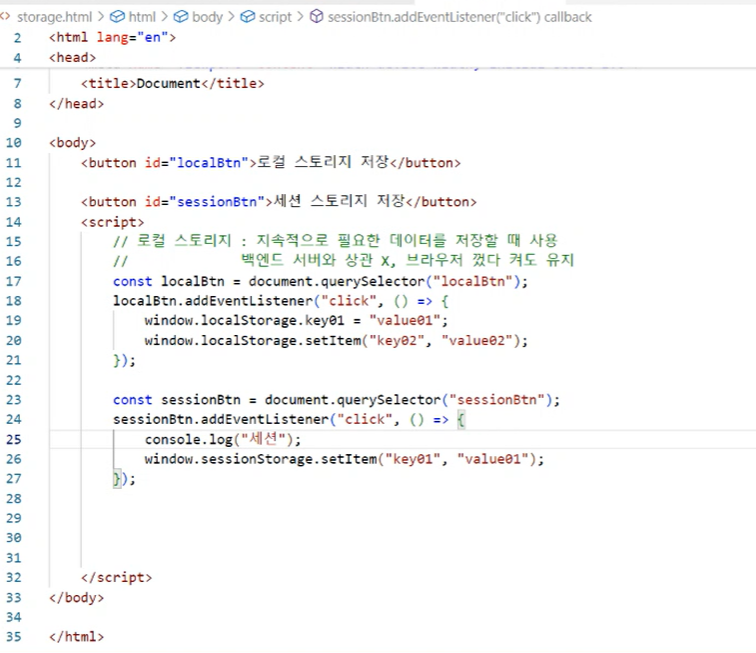 storage.html > html > body > script > sessionBtn.addEventListener("click") callback
2 <html lang="en">
4 <head>
7 <title>Document</title>
8 </head>
9
10 <body>
11 <button id="localBtn">로컬 스토리지 저장</button>
12
13 <button id="sessionBtn">세션 스토리지 저장</button>
14 <script>
15 // 로컬 스토리지 : 지속적으로 필요한 데이터를 저장할 때 사용
16 // 백엔드 서버와 상관 X, 브라우저 껐다 켜도 유지
17 const localBtn = document.querySelector("localBtn");
18 localBtn.addEventListener("click", () => {
19 window.localStorage.key01 = "value01";
20 window.localStorage.setItem("key02", "value02");
21 });
22
23 const sessionBtn = document.querySelector("sessionBtn");
24 sessionBtn.addEventListener("click", () => {
25 console.log("세션");
26 window.sessionStorage.setItem("key01", "value01");
27 });
28
29
30
31
32 </script>
33 </body>
34
35 </html>